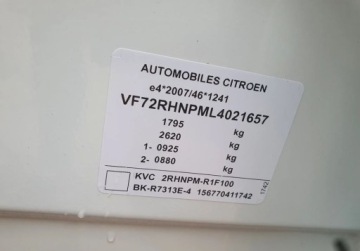 AUTOMOBILES CITROEN
e4*2007/46*1241
VF72RHNPML4021657
1795 kg
2620 kg
1- 0925 kg
2- 0880 kg
KVC 2RHNPM-R1F100
BK-R7313E-4 156770411742
1742